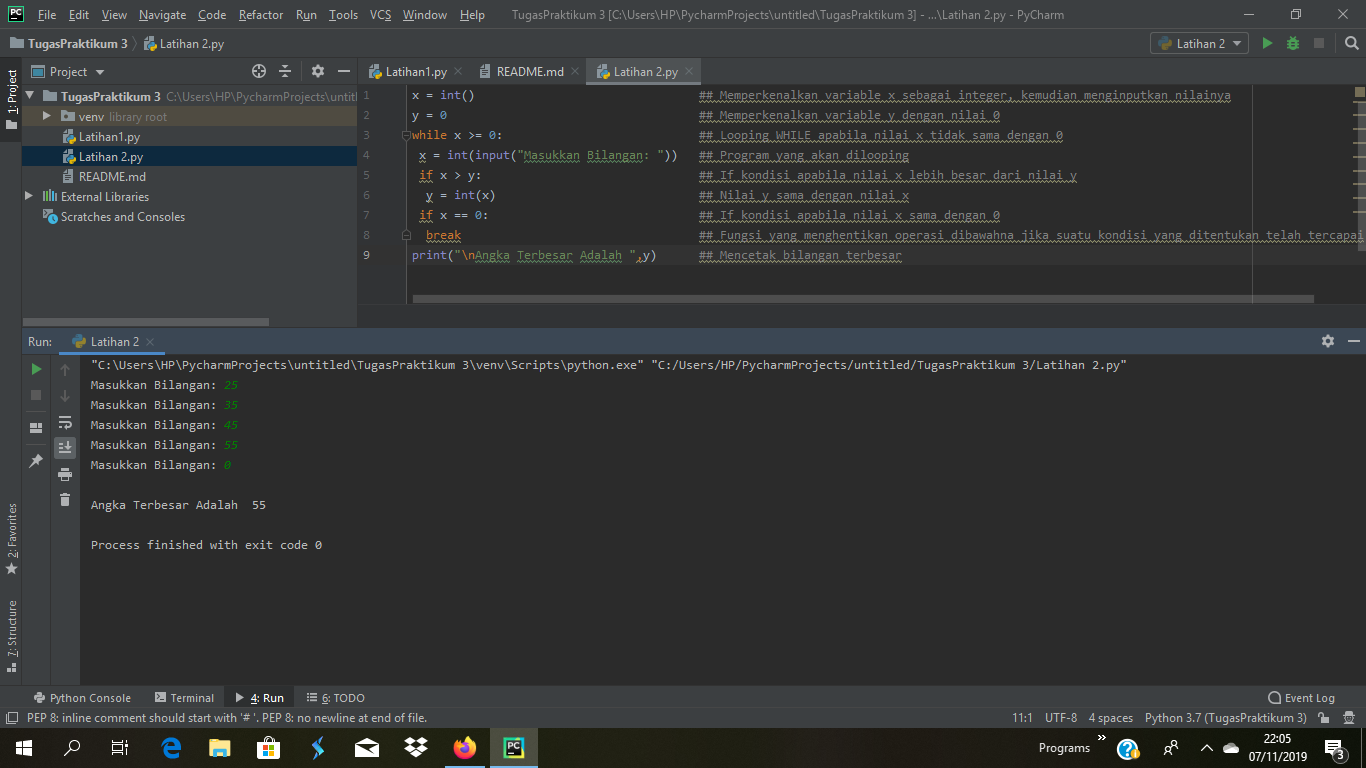 File Edit View Navigate Code Refactor Run Tools VCS Window Help TugasPraktikum 3 [C:\Users\HP\PycharmProjects\untitled\TugasPraktikum 3] - ...\Latihan 2.py - PyCharm
TugasPraktikum 3 Latihan 2.py Latihan 2
1: Project
Project
TugasPraktikum 3 C:\Users\HP\PycharmProjects\untitl
venv library root
Latihan1.py
Latihan 2.py
README.md
External Libraries
Scratches and Consoles
Latihan1.py README.md Latihan 2.py
1 x = int() ## Memperkenalkan variable x sebagai integer, kemudian menginputkan nilainya
2 y = 0 ## Memperkenalkan variable y dengan nilai 0
3 while x >= 0: ## Looping WHILE apabila nilai x tidak sama dengan 0
4 x = int(input("Masukkan Bilangan: ")) ## Program yang akan dilooping
5 if x > y: ## If kondisi apabila nilai x lebih besar dari nilai y
6 y = int(x) ## Nilai y sama dengan nilai x
7 if x == 0: ## If kondisi apabila nilai x sama dengan 0
8 break ## Fungsi yang menghentikan operasi dibawahna jika suatu kondisi yang ditentukan telah tercapai
9 print("\nAngka Terbesar Adalah ",y) ## Mencetak bilangan terbesar
Run: Latihan 2
"C:\Users\HP\PycharmProjects\untitled\TugasPraktikum 3\venv\Scripts\python.exe" "C:/Users/HP/PycharmProjects/untitled/TugasPraktikum 3/Latihan 2.py"
Masukkan Bilangan: 25
Masukkan Bilangan: 35
Masukkan Bilangan: 45
Masukkan Bilangan: 55
Masukkan Bilangan: 0
Angka Terbesar Adalah  55
Process finished with exit code 0
2: Favorites
7: Structure
Python Console Terminal 4: Run 6: TODO Event Log
PEP 8: inline comment should start with '# '. PEP 8: no newline at end of file. 11:1 UTF-8 4 spaces Python 3.7 (TugasPraktikum 3)
PC Programs 22:05
07/11/2019 3